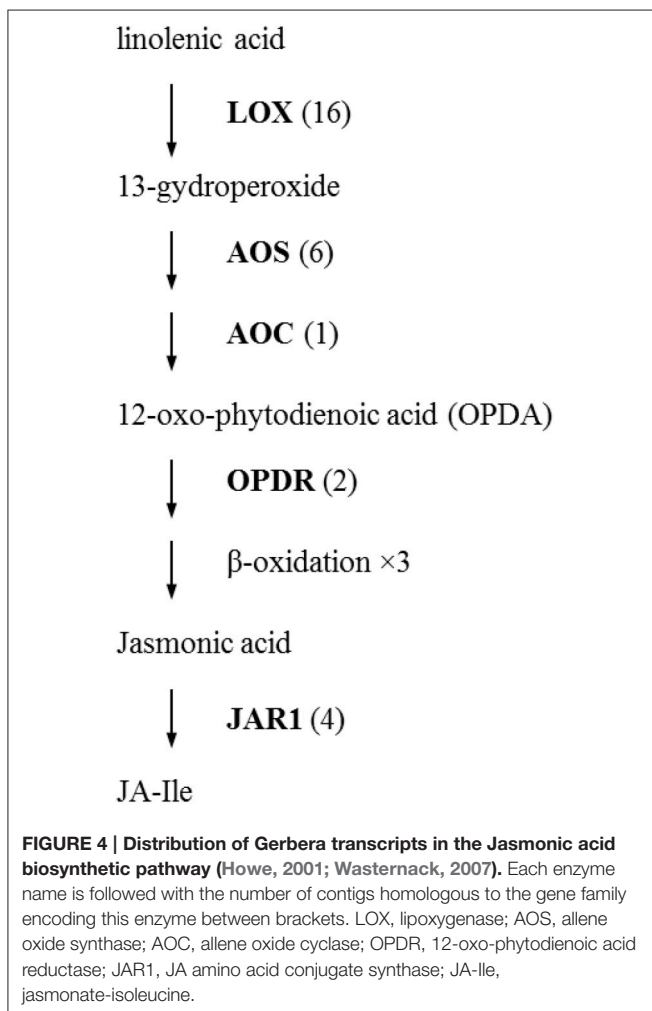 linolenic acid
LOX (16)
13-gydroperoxide
AOS (6)
AOC (1)
12-oxo-phytodienoic acid (OPDA)
OPDR (2)
β-oxidation ×3
Jasmonic acid
JAR1 (4)
JA-Ile
FIGURE 4 | Distribution of Gerbera transcripts in the Jasmonic acid
biosynthetic pathway (Howe, 2001; Wasternack, 2007). Each enzyme
name is followed with the number of contigs homologous to the gene family
encoding this enzyme between brackets. LOX, lipoxygenase; AOS, allene
oxide synthase; AOC, allene oxide cyclase; OPDR, 12-oxo-phytodienoic acid
reductase; JAR1, JA amino acid conjugate synthase; JA-Ile,
jasmonate-isoleucine.